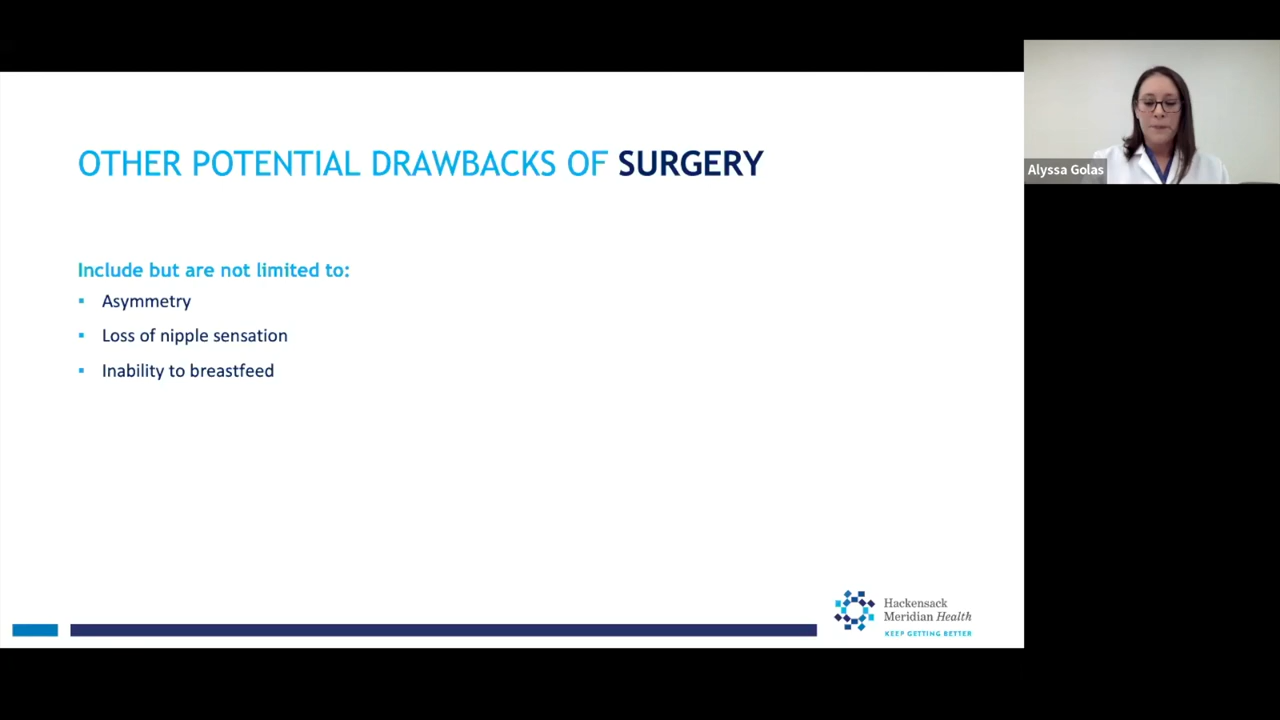 OTHER POTENTIAL DRAWBACKS OF SURGERY
Alyssa Golas
Include but are not limited to:
Asymmetry
Loss of nipple sensation
Inability to breastfeed
Hackensack
Meridian Health
KEEP GETTING BETTER